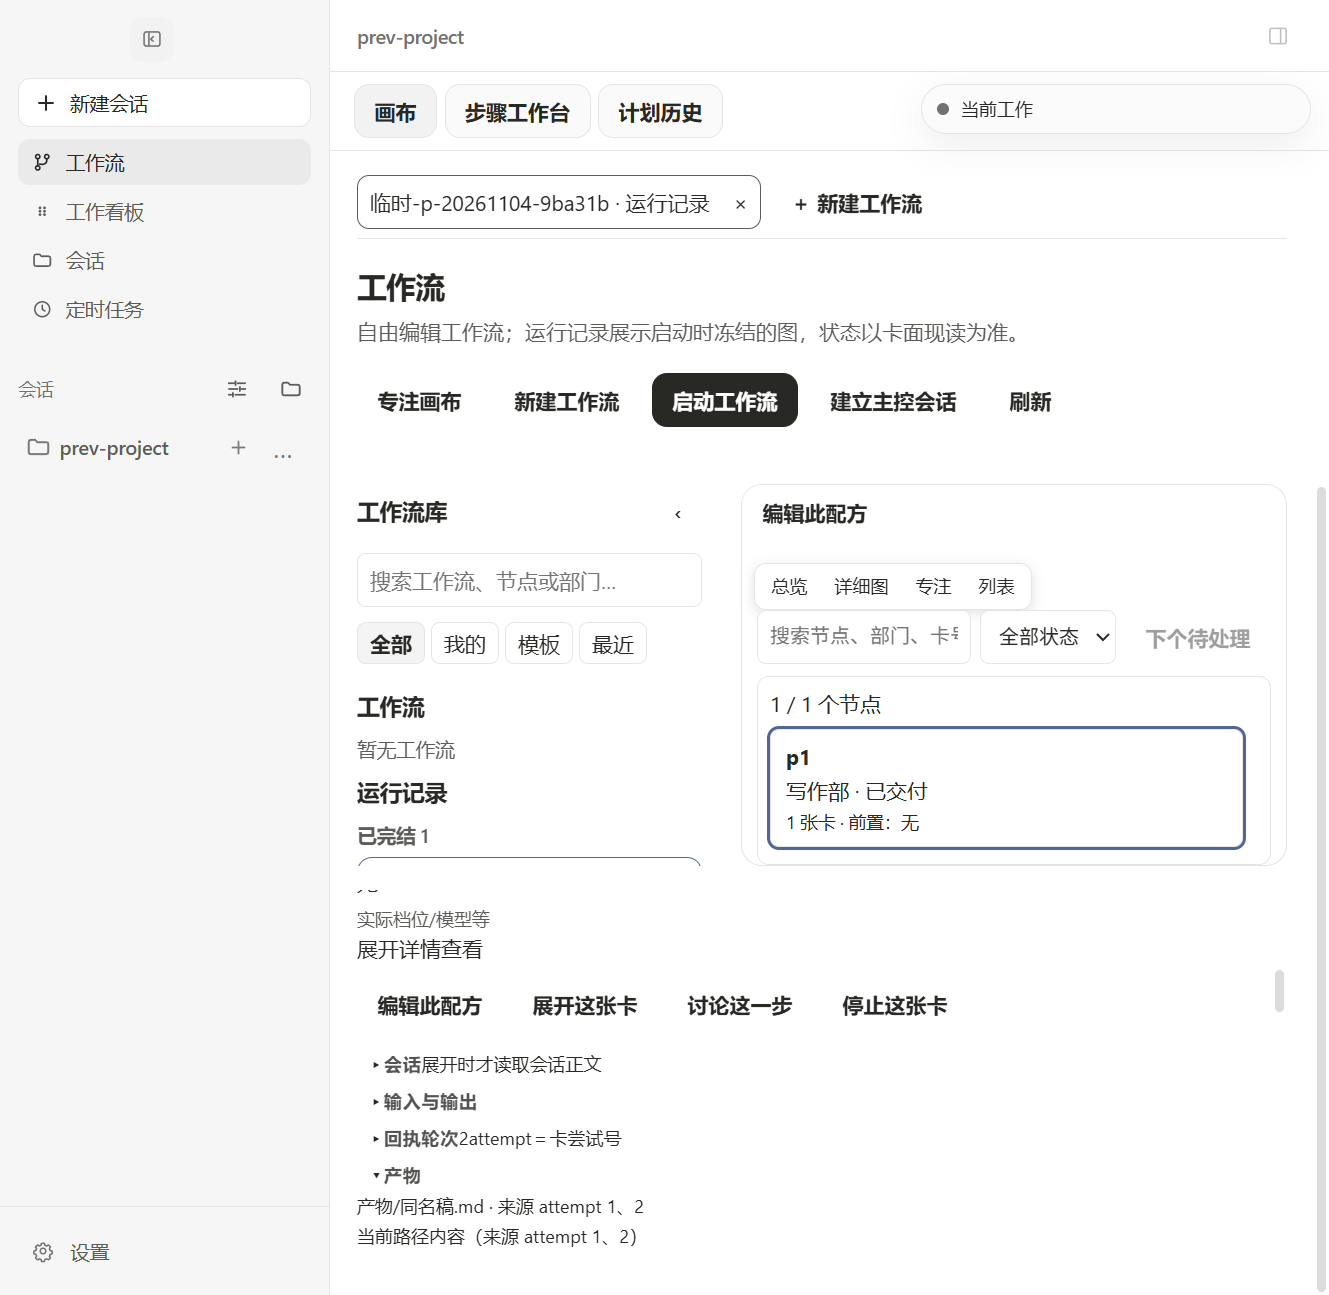 新建会话
工作流
工作看板
会话
定时任务
会话
prev-project
设置
prev-project
画布
步骤工作台
计划历史
当前工作
临时-p-20261104-9ba31b · 运行记录 ×
+ 新建工作流
工作流
自由编辑工作流；运行记录展示启动时冻结的图，状态以卡面现读为准。
专注画布
新建工作流
启动工作流
建立主控会话
刷新
工作流库
搜索工作流、节点或部门...
全部
我的
模板
最近
工作流
暂无工作流
运行记录
已完结 1
编辑此配方
总览
详细图
专注
列表
搜索节点、部门、卡
全部状态
下个待处理
1 / 1 个节点
p1
写作部 · 已交付
1 张卡 · 前置：无
实际档位/模型等
展开详情查看
编辑此配方
展开这张卡
讨论这一步
停止这张卡
会话展开时才读取会话正文
输入与输出
回执轮次2attempt = 卡尝试号
产物
产物/同名稿.md · 来源 attempt 1、2
当前路径内容（来源 attempt 1、2）